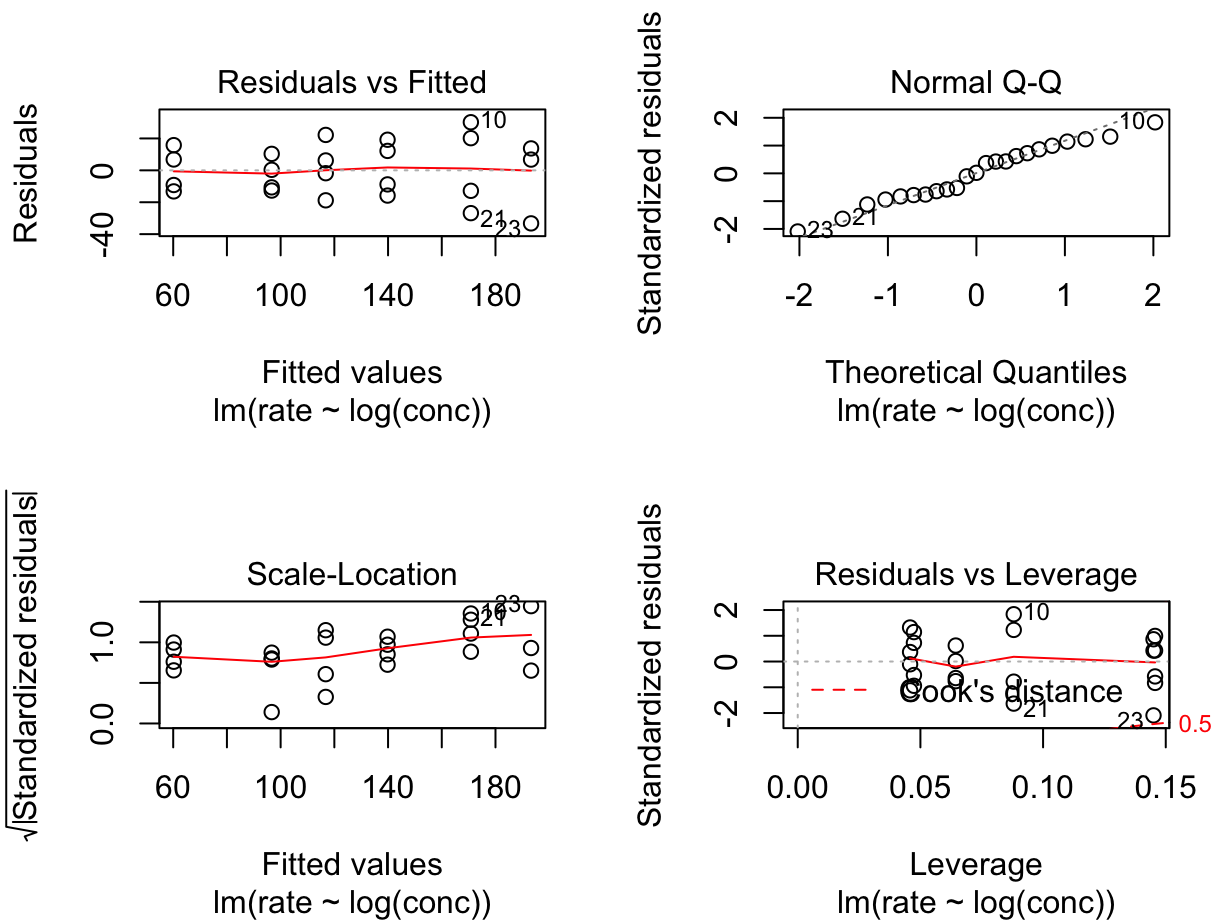 Residuals vs Fitted
Residuals
0
-40
10
21
23
60 100 140 180
Fitted values
lm(rate ~ log(conc))
Normal Q-Q
Standardized residuals
2
0
-2
10
21
23
-2 -1 0 1 2
Theoretical Quantiles
lm(rate ~ log(conc))
Scale-Location
√|Standardized residuals|
1.0
0.0
23
21
60 100 140 180
Fitted values
lm(rate ~ log(conc))
Residuals vs Leverage
Standardized residuals
2
0
-2
10
Cook's distance
21
23
0.5
0.00 0.05 0.10 0.15
Leverage
lm(rate ~ log(conc))